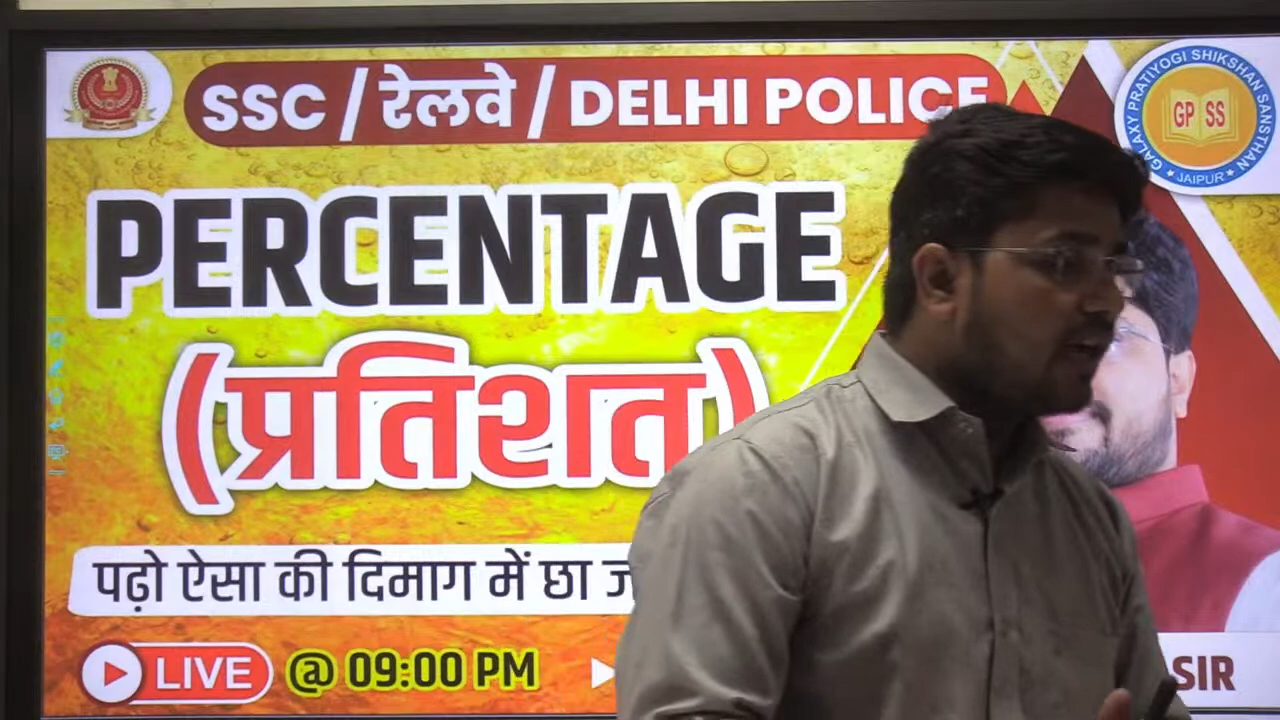 SSC / रेलवे / DELHI POLICE
GALAXY PRATIYOGI SHIKSHAN SANSTHAN
GP SS
JAIPUR
PERCENTAGE
(प्रतिशत)
पढ़ो ऐसा की दिमाग में छा
LIVE @ 09:00 PM
SIR